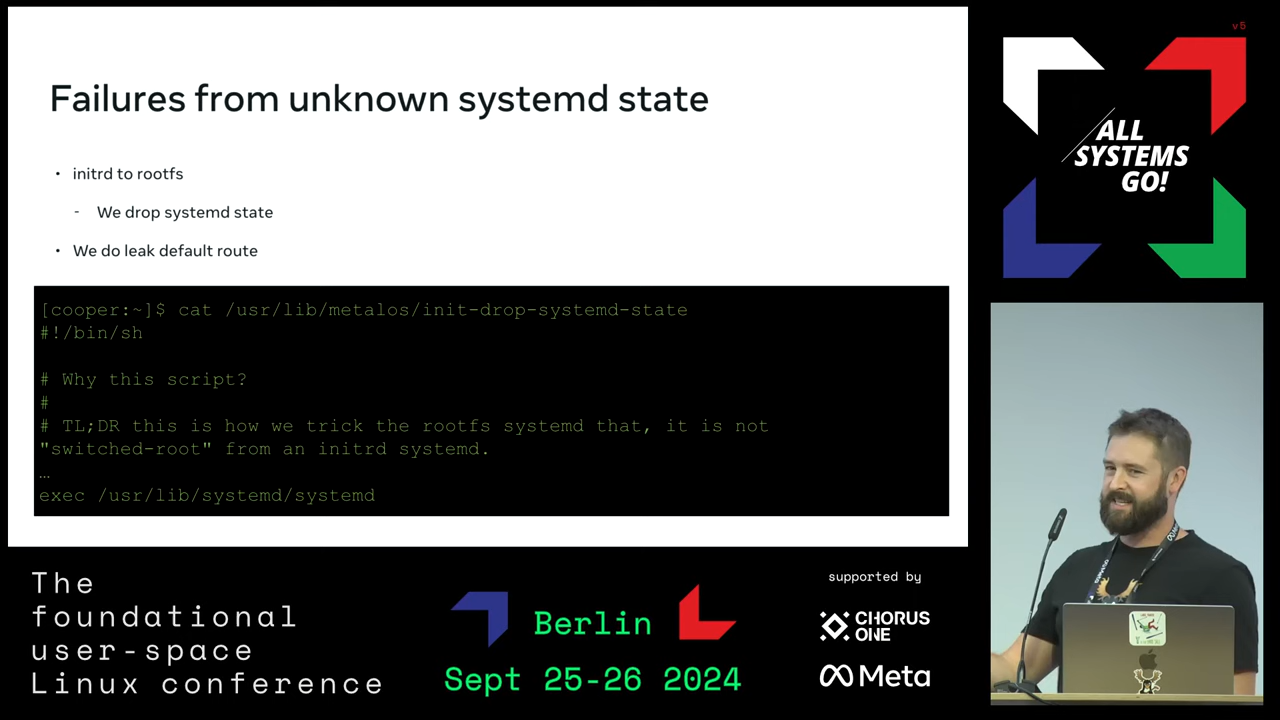 Failures from unknown systemd state
• initrd to rootfs
- We drop systemd state
• We do leak default route
[cooper:~]$ cat /usr/lib/metalos/init-drop-systemd-state
#!/bin/sh
# Why this script?
#
# TL;DR this is how we trick the rootfs systemd that, it is not
"switched-root" from an initrd systemd.
…
exec /usr/lib/systemd/systemd
v5
ALL
SYSTEMS
GO!
The
foundational
user-space
Linux conference
Berlin
Sept 25-26 2024
supported by
CHORUS
ONE
Meta